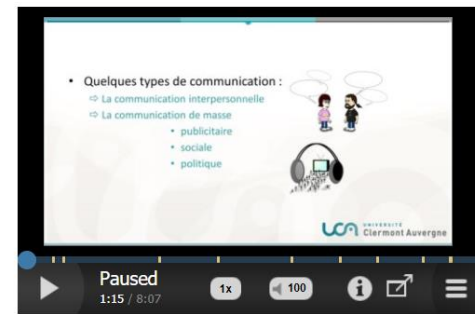 • Quelques types de communication :
⇨ La communication interpersonnelle
⇨ La communication de masse
• publicitaire
• sociale
• politique
UCA UNIVERSITÉ
Clermont Auvergne
Paused
1:15 / 8:07
1x
100